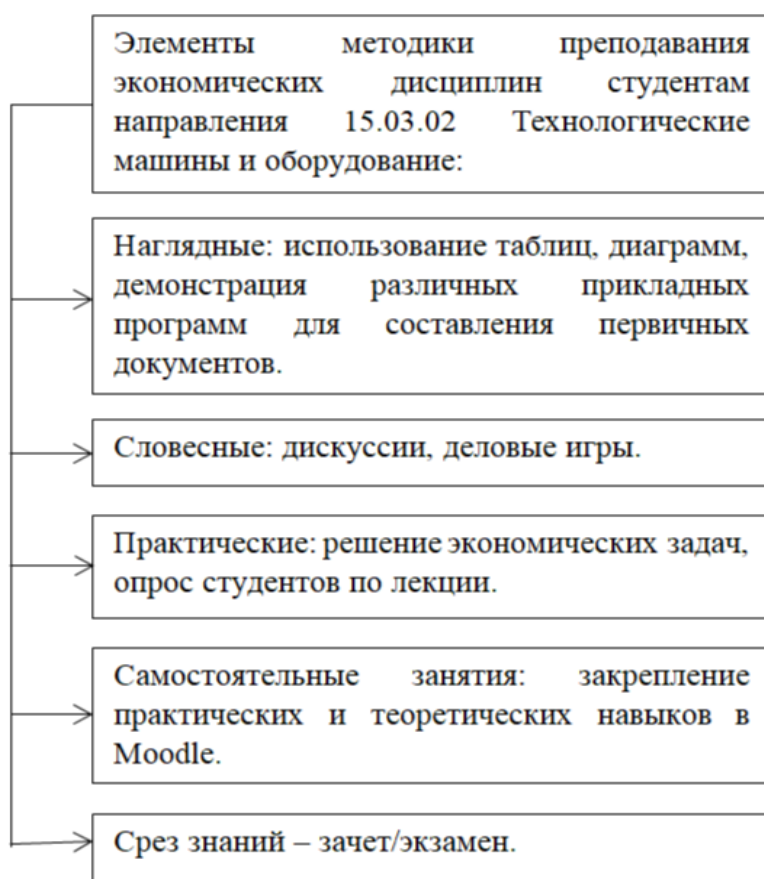 Элементы методики преподавания
экономических дисциплин студентам
направления 15.03.02 Технологические
машины и оборудование:
Наглядные: использование таблиц, диаграмм,
демонстрация различных прикладных
программ для составления первичных
документов.
Словесные: дискуссии, деловые игры.
Практические: решение экономических задач,
опрос студентов по лекции.
Самостоятельные занятия: закрепление
практических и теоретических навыков в
Moodle.
Срез знаний – зачет/экзамен.